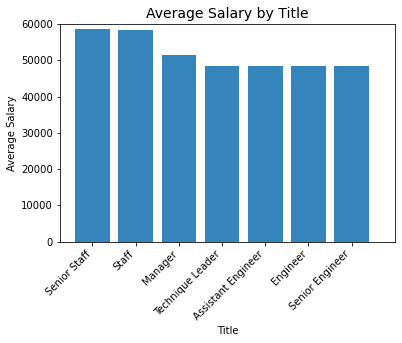 Average Salary by Title
60000
50000
40000
30000
20000
10000
0
Average Salary
Senior Staff
Staff
Manager
Technique Leader
Assistant Engineer
Engineer
Senior Engineer
Title